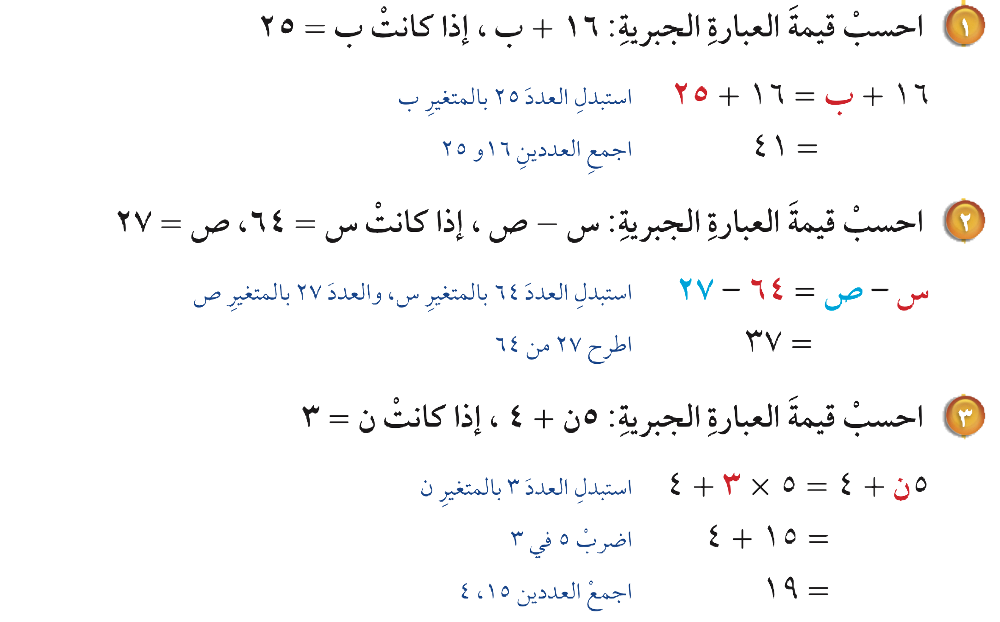 ١ احسبْ قيمةَ العبارةِ الجبريةِ: ١٦ + ب ، إذا كانتْ ب = ٢٥
١٦ + ب = ١٦ + ٢٥ استبدلِ العددَ ٢٥ بالمتغيرِ ب
= ٤١ اجمعِ العددينِ ١٦ و ٢٥
٢ احسبْ قيمةَ العبارةِ الجبريةِ: س − ص ، إذا كانتْ س = ٦٤، ص = ٢٧
س − ص = ٦٤ − ٢٧ استبدلِ العددَ ٦٤ بالمتغيرِ س، والعددَ ٢٧ بالمتغيرِ ص
= ٣٧ اطرح ٢٧ من ٦٤
٣ احسبْ قيمةَ العبارةِ الجبريةِ: ٥ن + ٤ ، إذا كانتْ ن = ٣
٥ن + ٤ = ٥ × ٣ + ٤ استبدلِ العددَ ٣ بالمتغيرِ ن
= ١٥ + ٤ اضربْ ٥ في ٣
= ١٩ اجمعْ العددين ١٥، ٤